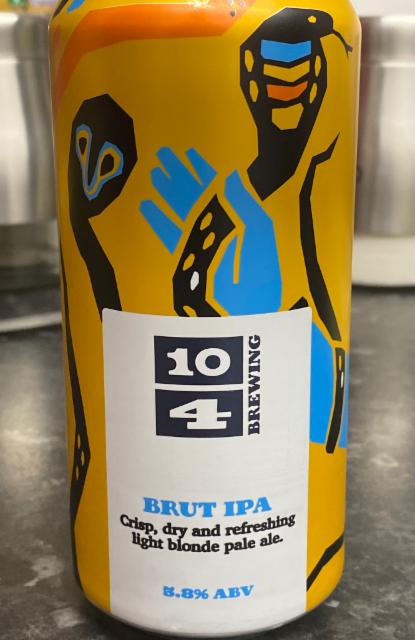 10
4
BREWING
BRUT IPA
Crisp, dry and refreshing
light blonde pale ale.
5.8% ABV